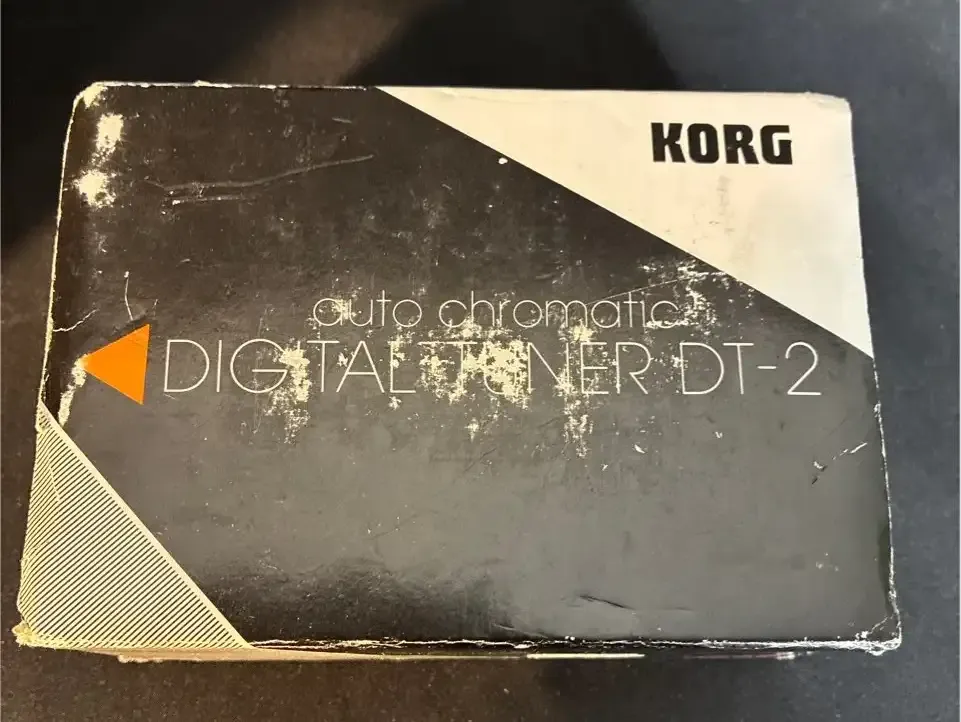 KORG
auto chromatic
DIGITAL TUNER DT-2